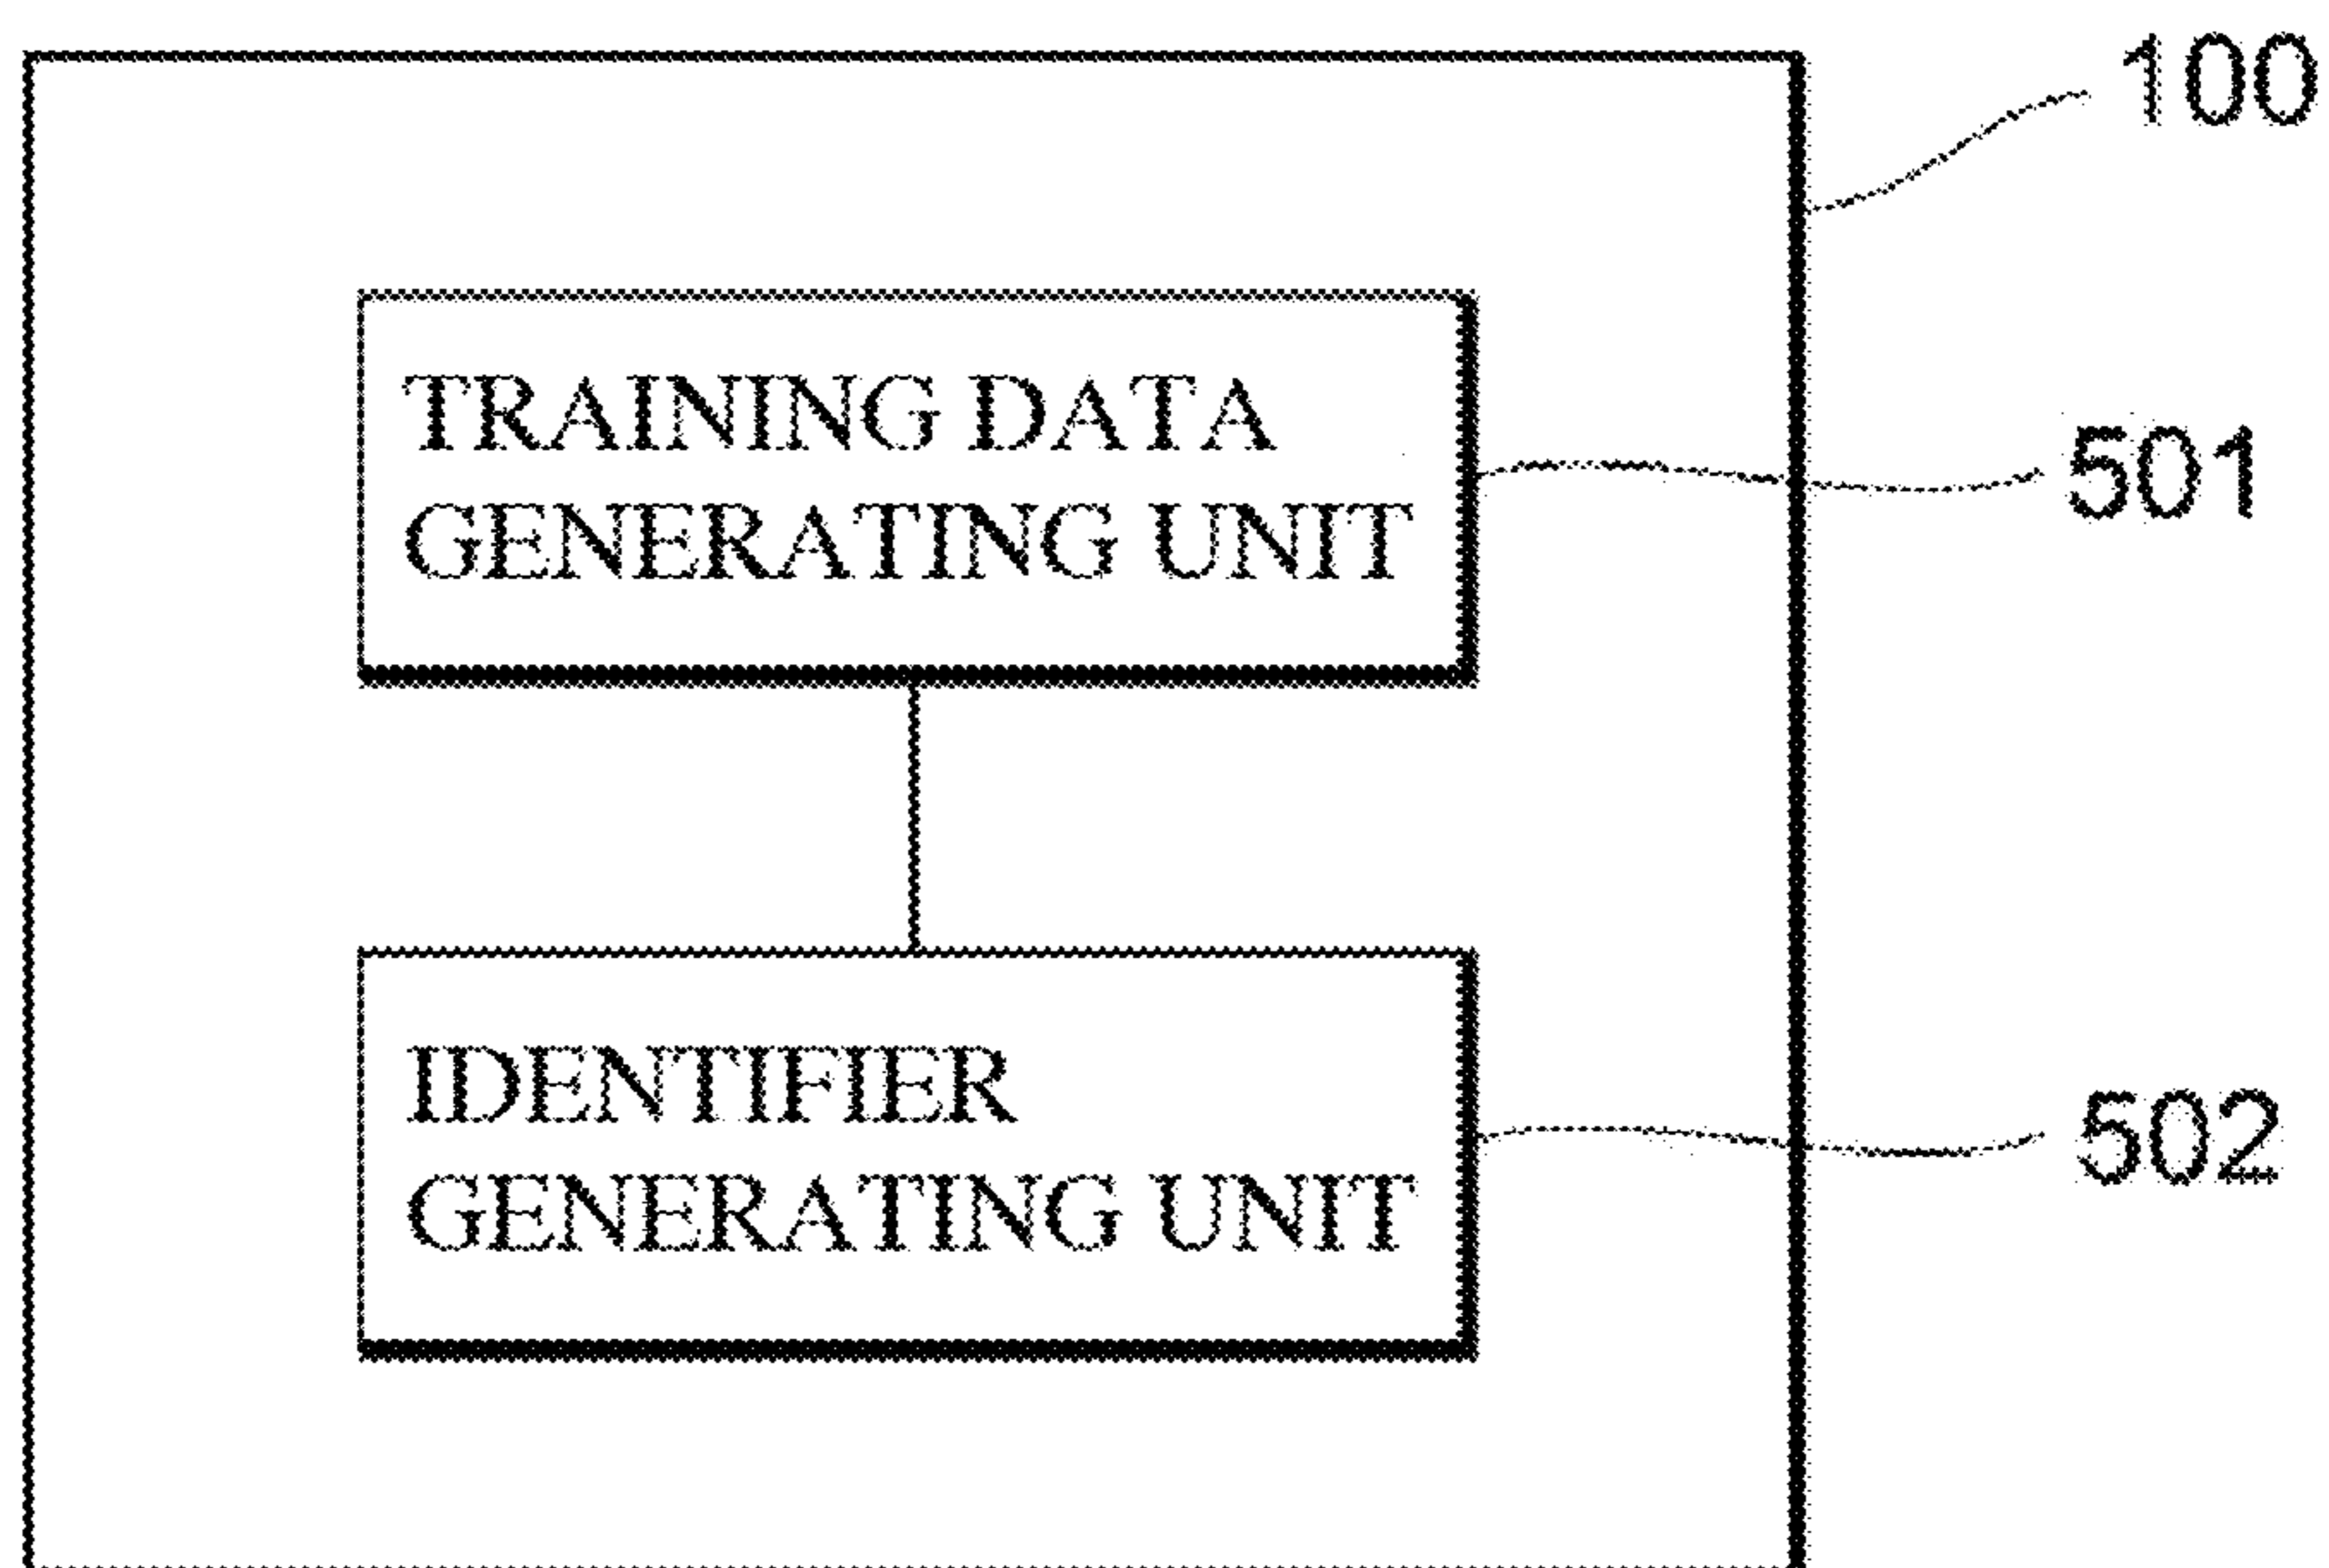 100
TRAINING DATA
GENERATING UNIT
501
IDENTIFIER
GENERATING UNIT
502